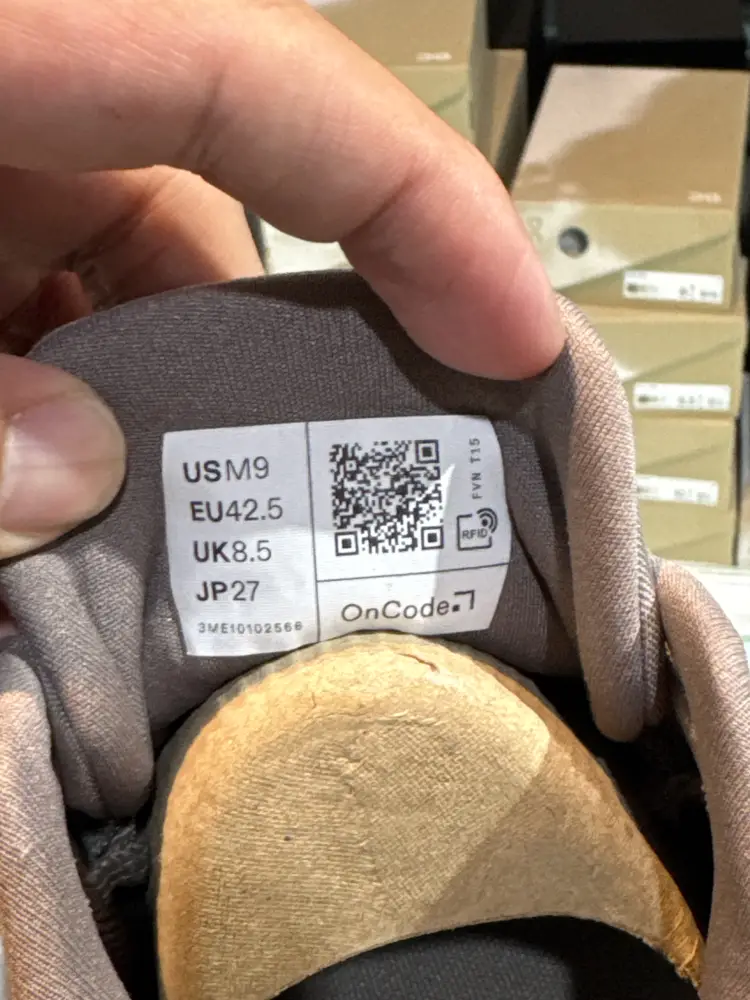 USM9
EU42.5
UK8.5
JP27
3ME10102568
FVN T15
RFID
OnCode